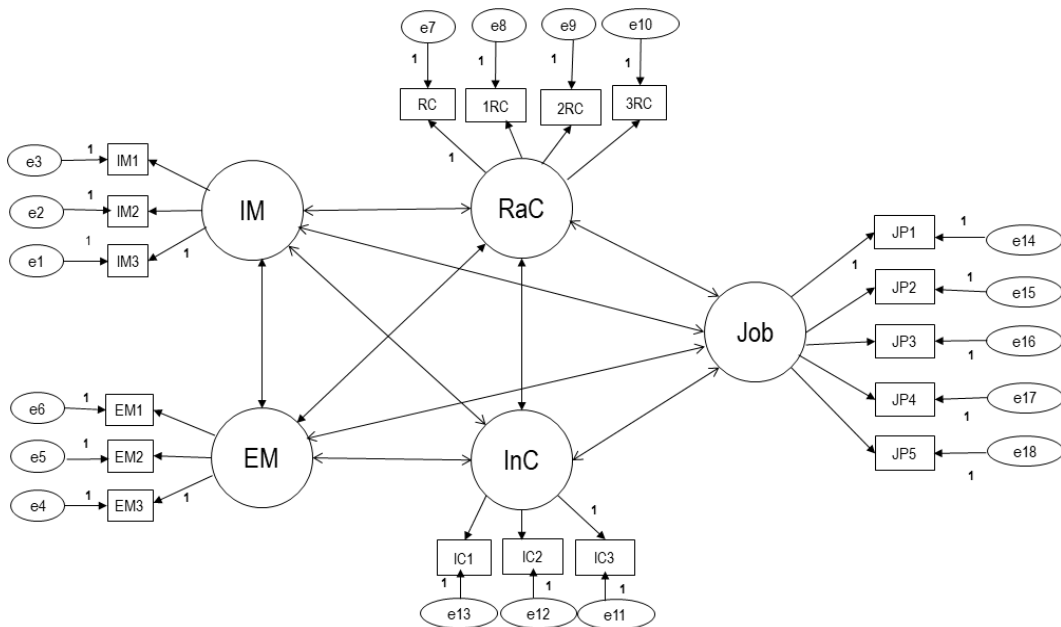 e7
e8
e9
e10
1
1
1
1
RC
1RC
2RC
3RC
1
e3
1
IM1
e2
1
IM2
e1
1
IM3
1
IM
RaC
e6
1
EM1
e5
1
EM2
e4
1
EM3
1
EM
InC
Job
JP1
1
e14
1
JP2
1
e15
JP3
1
e16
JP4
1
e17
JP5
1
e18
1
IC1
IC2
IC3
1
1
1
e13
e12
e11